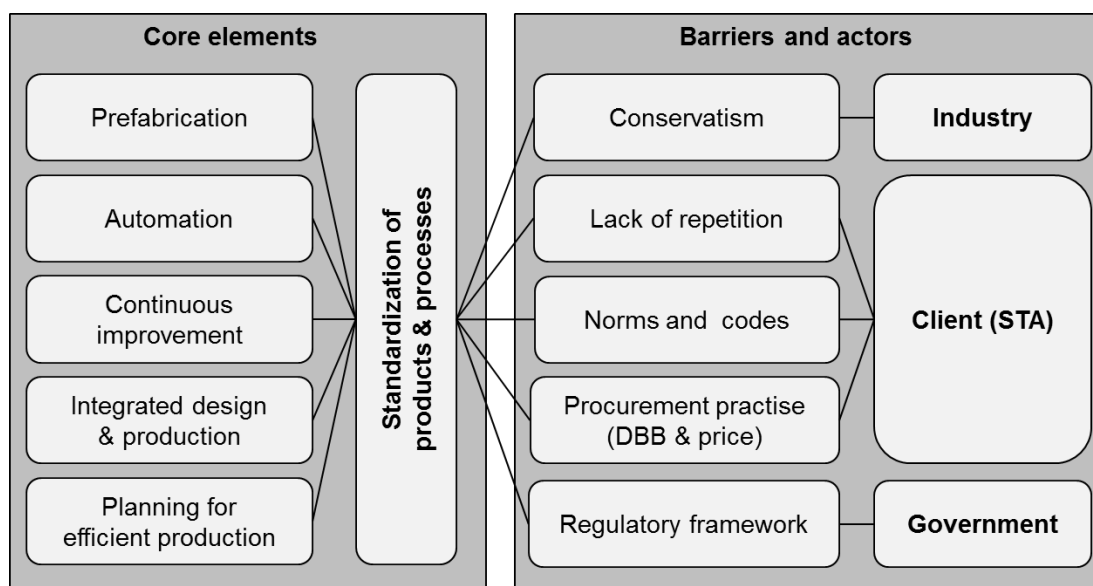 Core elements
Prefabrication
Automation
Continuous
improvement
Integrated design
& production
Planning for
efficient production
Standardization of
products & processes
Barriers and actors
Conservatism
Lack of repetition
Norms and codes
Procurement practise
(DBB & price)
Regulatory framework
Industry
Client (STA)
Government